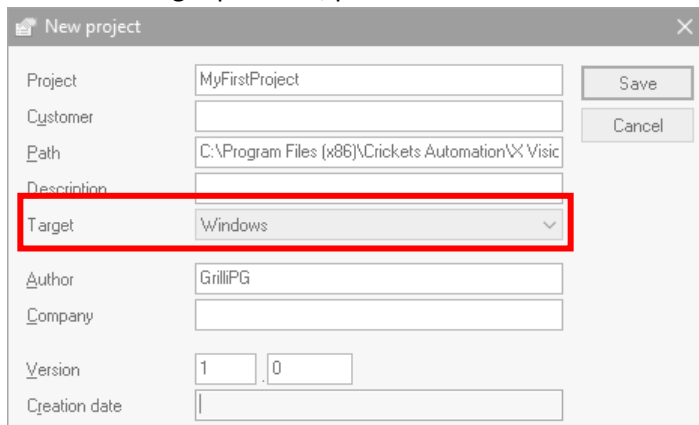 New project
Project MyFirstProject
Save
Customer
Cancel
Path C:\Program Files (x86)\Crickets Automation\X Visic
Description
Target Windows
Author GrilliPG
Company
Version 1 . 0
Creation date